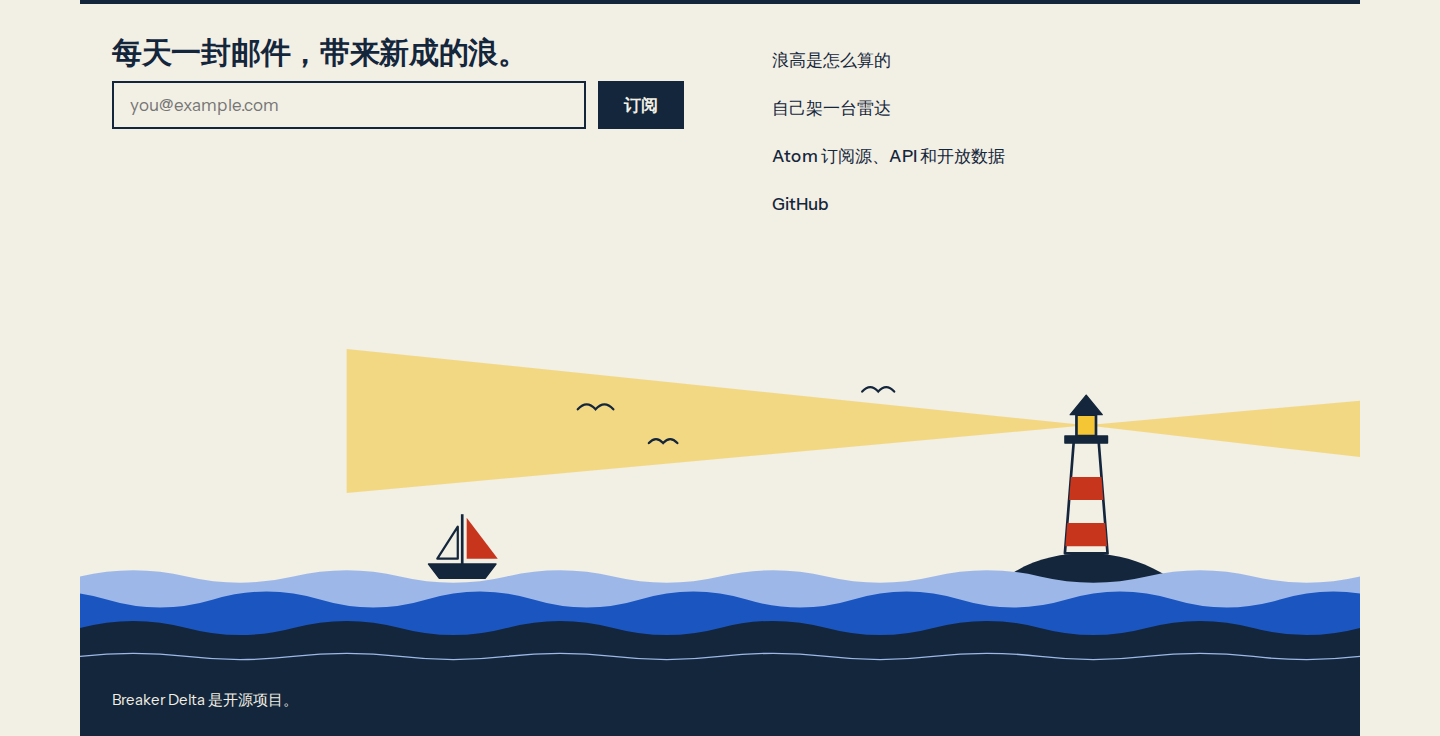 每天一封邮件，带来新成的浪。
you@example.com
订阅
浪高是怎么算的
自己架一台雷达
Atom 订阅源、API 和开放数据
GitHub
Breaker Delta 是开源项目。